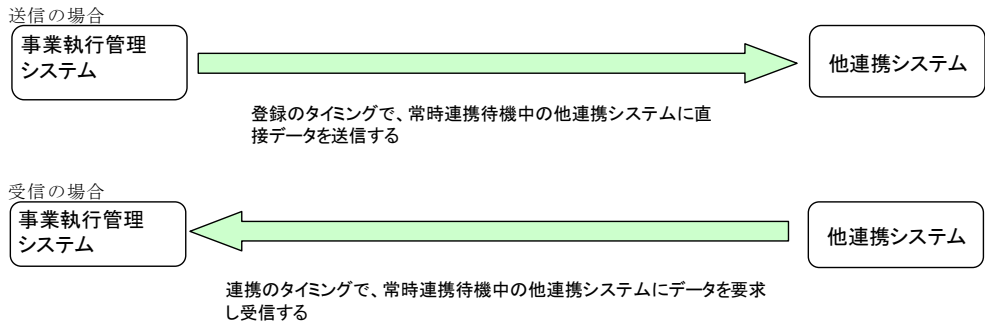 送信の場合
事業執行管理
システム
他連携システム
登録のタイミングで、常時連携待機中の他連携システムに直
接データを送信する
受信の場合
事業執行管理
システム
他連携システム
連携のタイミングで、常時連携待機中の他連携システムにデータを要求
し受信する